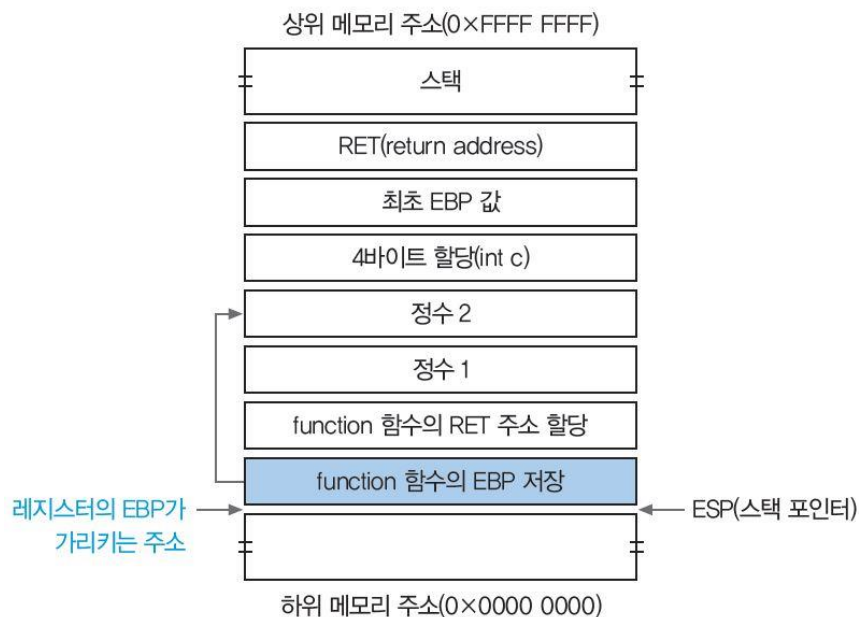 상위 메모리 주소(0×FFFF FFFF)
스택
RET(return address)
최초 EBP 값
4바이트 할당(int c)
정수 2
정수 1
function 함수의 RET 주소 할당
function 함수의 EBP 저장
레지스터의 EBP가
가리키는 주소
ESP(스택 포인터)
하위 메모리 주소(0×0000 0000)